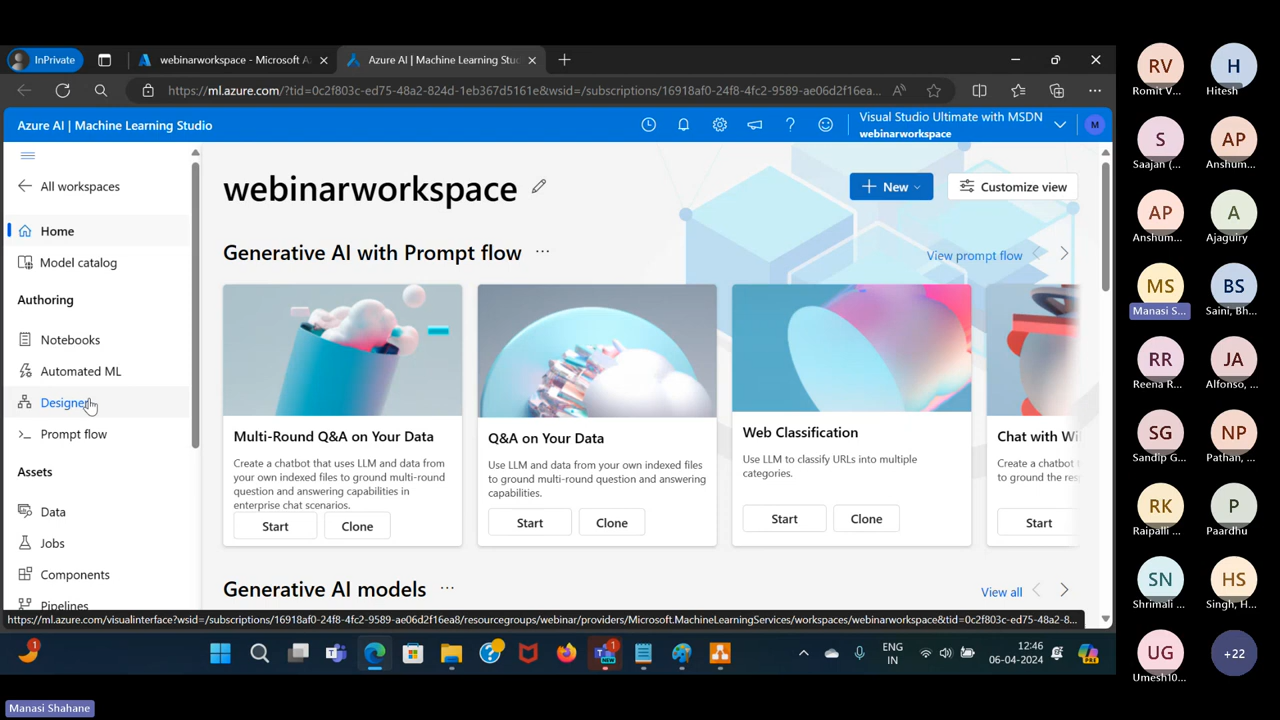 InPrivate
webinarworkspace - Microsoft A
Azure AI | Machine Learning Stu
https://ml.azure.com/?tid=0c2f803c-ed75-48a2-824d-1eb367d5161e&wsid=/subscriptions/16918af0-24f8-4fc2-9589-ae06d2f16ea...
Azure AI | Machine Learning Studio
Visual Studio Ultimate with MSDN
webinarworkspace
M
All workspaces
Home
Model catalog
Authoring
Notebooks
Automated ML
Designer
Prompt flow
Assets
Data
Jobs
Components
Pipelines
webinarworkspace
New
Customize view
Generative AI with Prompt flow ...
View prompt flow
Multi-Round Q&A on Your Data
Create a chatbot that uses LLM and data from
your own indexed files to ground multi-round
question and answering capabilities in
enterprise chat scenarios.
Start Clone
Q&A on Your Data
Use LLM and data from your own indexed files
to ground multi-round question and answering
capabilities.
Start Clone
Web Classification
Use LLM to classify URLs into multiple
categories.
Start Clone
Chat with Wi
Create a chatbot t
to ground the res
Start
Generative AI models ...
View all
https://ml.azure.com/visualinterface?wsid=/subscriptions/16918af0-24f8-4fc2-9589-ae06d2f16ea8/resourcegroups/webinar/providers/Microsoft.MachineLearningServices/workspaces/webinarworkspace&tid=0c2f803c-ed75-48a2-8...
1
1
NEW
ENG
IN
12:46
06-04-2024
PRE
RV
Romit V...
H
Hitesh
S
Saajan (...
AP
Anshum...
AP
Anshum...
A
Ajaguiry
MS
Manasi S...
BS
Saini, Bh...
RR
Reena R...
JA
Alfonso, ...
SG
Sandip G...
NP
Pathan, ...
RK
Raipalli ...
P
Paardhu
SN
Shrimali ...
HS
Singh, H...
UG
Umesh10...
+22
Manasi Shahane